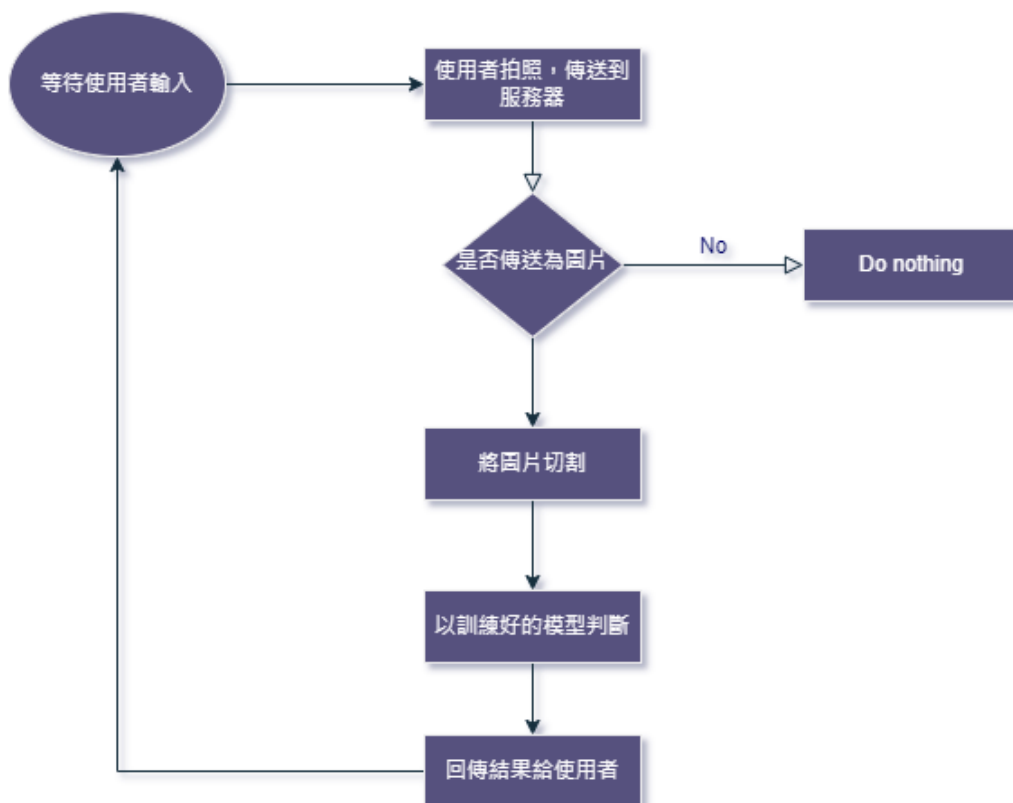 等待使用者輸入
使用者拍照，傳送到
服務器
是否傳送為圖片
No
Do nothing
將圖片切割
以訓練好的模型判斷
回傳結果給使用者